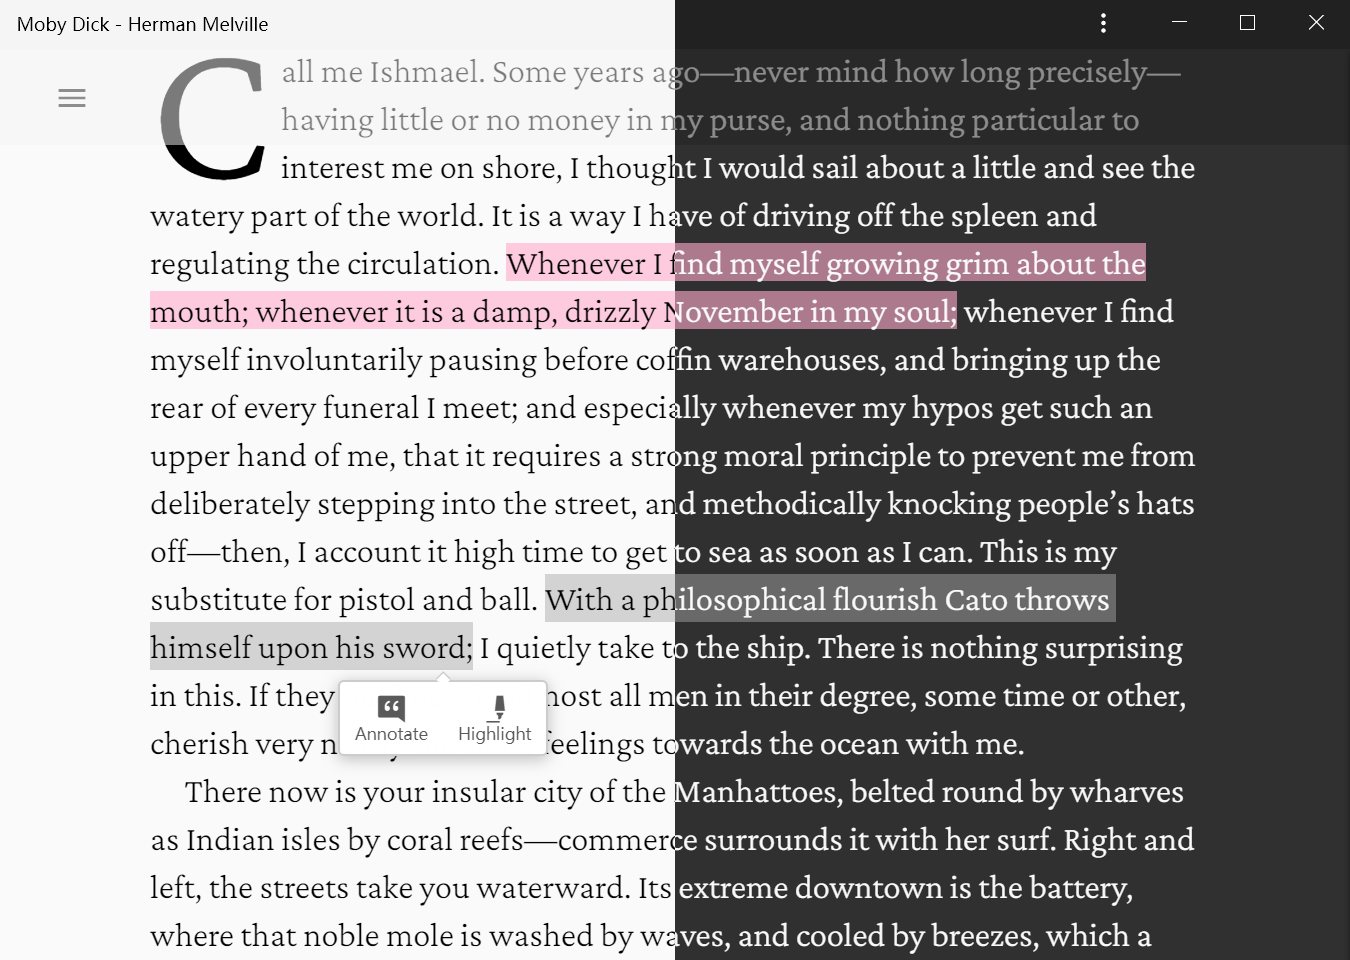 Moby Dick - Herman Melville
Call me Ishmael. Some years ago—never mind how long precisely—
having little or no money in my purse, and nothing particular to
interest me on shore, I thought I would sail about a little and see the
watery part of the world. It is a way I have of driving off the spleen and
regulating the circulation. Whenever I find myself growing grim about the
mouth; whenever it is a damp, drizzly November in my soul; whenever I find
myself involuntarily pausing before coffin warehouses, and bringing up the
rear of every funeral I meet; and especially whenever my hypos get such an
upper hand of me, that it requires a strong moral principle to prevent me from
deliberately stepping into the street, and methodically knocking people’s hats
off—then, I account it high time to get to sea as soon as I can. This is my
substitute for pistol and ball. With a philosophical flourish Cato throws
himself upon his sword; I quietly take to the ship. There is nothing surprising
in this. If they most all men in their degree, some time or other,
cherish very feelings towards the ocean with me.
Annotate Highlight
There now is your insular city of the Manhattoes, belted round by wharves
as Indian isles by coral reefs—commerce surrounds it with her surf. Right and
left, the streets take you waterward. Its extreme downtown is the battery,
where that noble mole is washed by waves, and cooled by breezes, which a